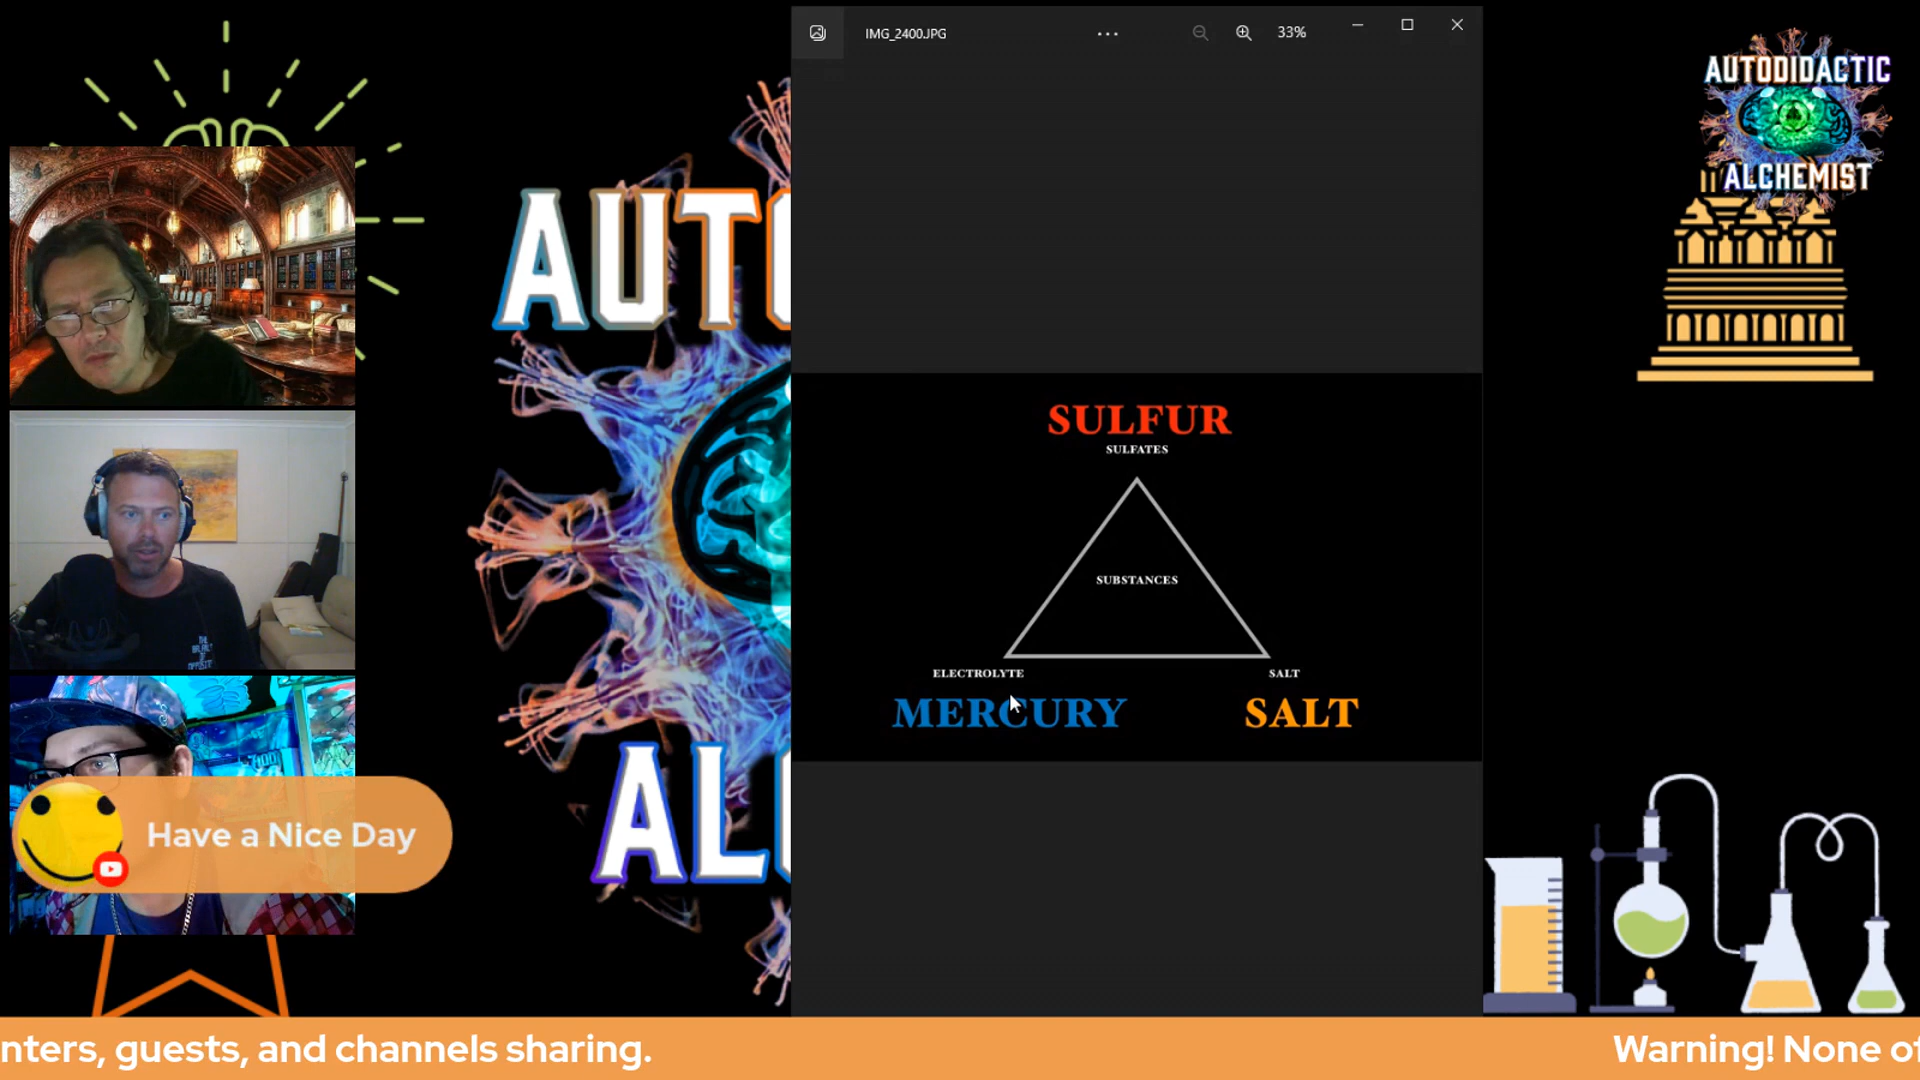 IMG_2400.JPG
33%
AUTODIDACTIC
ALCHEMIST
AUTO
SULFUR
SULFATES
SUBSTANCES
ELECTROLYTE
SALT
MERCURY
SALT
AL
Have a Nice Day
nters, guests, and channels sharing.
Warning! None of